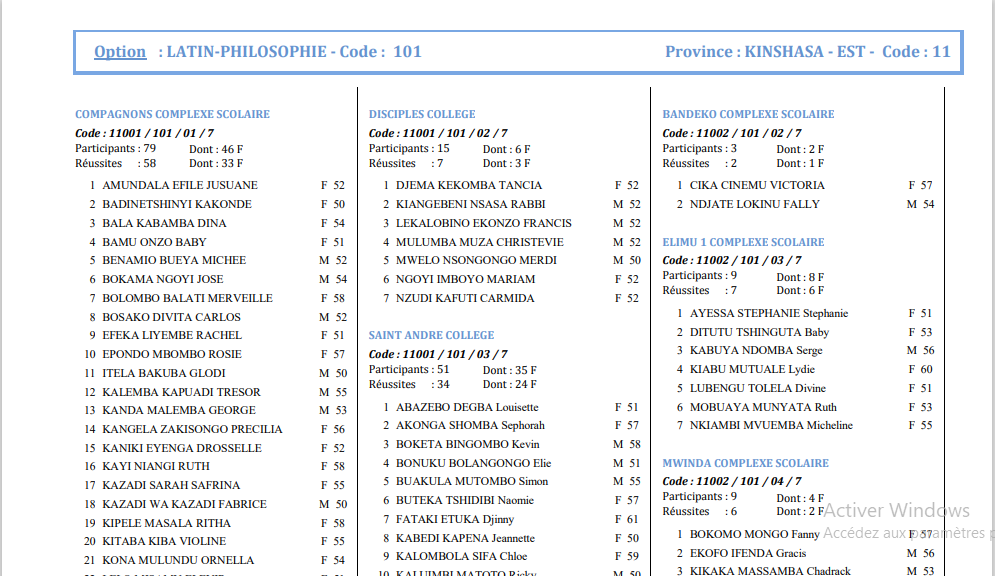 Option : LATIN-PHILOSOPHIE - Code : 101 Province : KINSHASA - EST - Code : 11
COMPAGNONS COMPLEXE SCOLAIRE
Code : 11001 / 101 / 01 / 7
Participants : 79 Dont : 46 F
Réussites : 58 Dont : 33 F
1 AMUNDALA EFILE JUSUANE F 52
2 BADINETSHINYI KAKONDE F 50
3 BALA KABAMBA DINA F 54
4 BAMU ONZO BABY F 51
5 BENAMIO BUEYA MICHEE M 52
6 BOKAMA NGOYI JOSE M 54
7 BOLOMBO BALATI MERVEILLE F 58
8 BOSAKO DIVITA CARLOS M 52
9 EFEKA LIYEMBE RACHEL F 51
10 EPONDO MBOMBO ROSIE F 57
11 ITELA BAKUBA GLODI M 50
12 KALEMBA KAPUADI TRESOR M 55
13 KANDA MALEMBA GEORGE M 53
14 KANGELA ZAKISONGO PRECILIA F 56
15 KANIKI EYENGA DROSSELLE F 52
16 KAYI NIANGI RUTH F 58
17 KAZADI SARAH SAFRINA F 55
18 KAZADI WA KAZADI FABRICE M 50
19 KIPELE MASALA RITHA F 58
20 KITABA KIBA VIOLINE F 55
21 KONA MULUNDU ORNELLA F 54
DISCIPLES COLLEGE
Code : 11001 / 101 / 02 / 7
Participants : 15 Dont : 6 F
Réussites : 7 Dont : 3 F
1 DJEMA KEKOMBA TANCIA F 52
2 KIANGEBENI NSASA RABBI M 52
3 LEKALOBINO EKONZO FRANCIS M 52
4 MULUMBA MUZA CHRISTEVIE M 52
5 MWELO NSONGONGO MERDI M 50
6 NGOYI IMBOYO MARIAM F 52
7 NZUDI KAFUTI CARMIDA F 52
SAINT ANDRE COLLEGE
Code : 11001 / 101 / 03 / 7
Participants : 51 Dont : 35 F
Réussites : 34 Dont : 24 F
1 ABAZEBO DEGBA Louisette F 51
2 AKONGA SHOMBA Sephorah F 57
3 BOKETA BINGOMBO Kevin M 58
4 BONUKU BOLANGONGO Elie M 51
5 BUAKULA MUTOMBO Simon M 55
6 BUTEKA TSHIDIBI Naomie F 57
7 FATAKI ETUKA Djinny F 61
8 KABEDI KAPENA Jeannette F 50
9 KALOMBOLA SIFA Chloe F 59
10 KALUIMBI MATOTO Ricky M 50
BANDEKO COMPLEXE SCOLAIRE
Code : 11002 / 101 / 02 / 7
Participants : 3 Dont : 2 F
Réussites : 2 Dont : 1 F
1 CIKA CINEMU VICTORIA F 57
2 NDJATE LOKINU FALLY M 54
ELIMU 1 COMPLEXE SCOLAIRE
Code : 11002 / 101 / 03 / 7
Participants : 9 Dont : 8 F
Réussites : 7 Dont : 6 F
1 AYESSA STEPHANIE Stephanie F 51
2 DITUTU TSHINGUTA Baby F 53
3 KABUYA NDOMBA Serge M 56
4 KIABU MUTUALE Lydie F 60
5 LUBENGU TOLELA Divine F 51
6 MOBUAYA MUNYATA Ruth F 53
7 NKIAMBI MVUEMBA Micheline F 55
MWINDA COMPLEXE SCOLAIRE
Code : 11002 / 101 / 04 / 7
Participants : 9 Dont : 4 F
Réussites : 6 Dont : 2 F
1 BOKOMO MONGO Fanny F 57
2 EKOFO IFENDA Gracis M 56
3 KIKAKA MASSAMBA Chadrack M 53
Activer Windows
Accédez aux paramètres